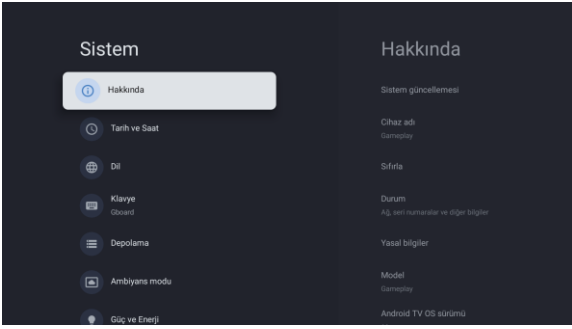 Sistem
Hakkında
Tarih ve Saat
Dil
Klavye
Gboard
Depolama
Ambiyans modu
Güç ve Enerji
Hakkında
Sistem güncellemesi
Cihaz adı
Gameplay
Sıfırla
Durum
Ağ, seri numaralar ve diğer bilgiler
Yasal bilgiler
Model
Gameplay
Android TV OS sürümü